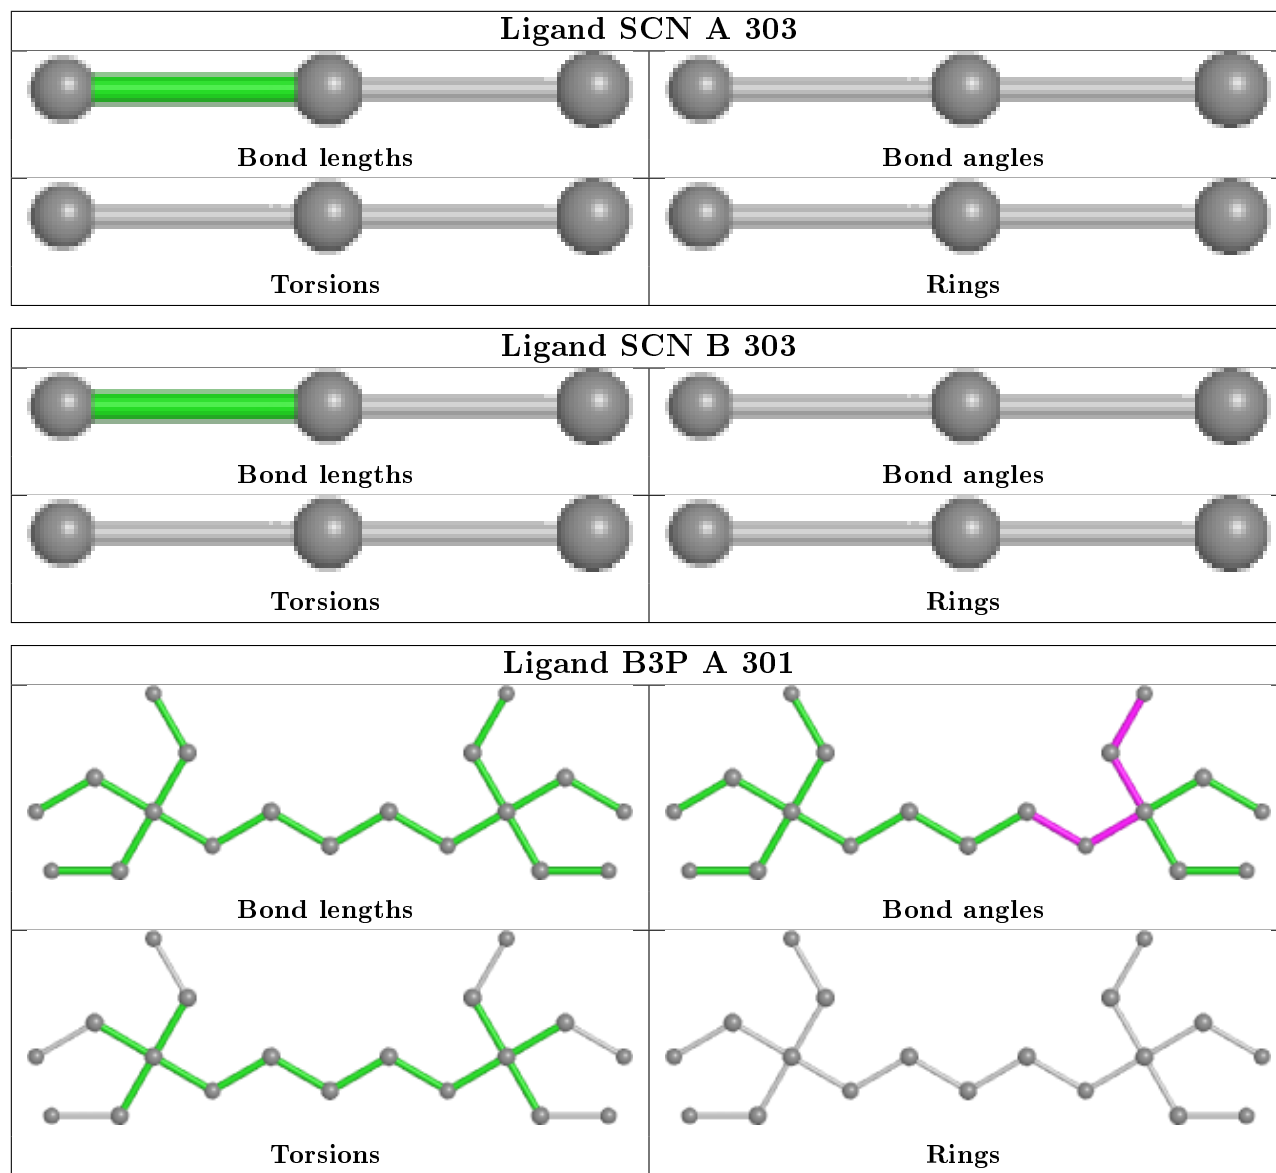 Ligand SCN A 303
Bond lengths Bond angles
Torsions Rings
Ligand SCN B 303
Bond lengths Bond angles
Torsions Rings
Ligand B3P A 301
Bond lengths Bond angles
Torsions Rings